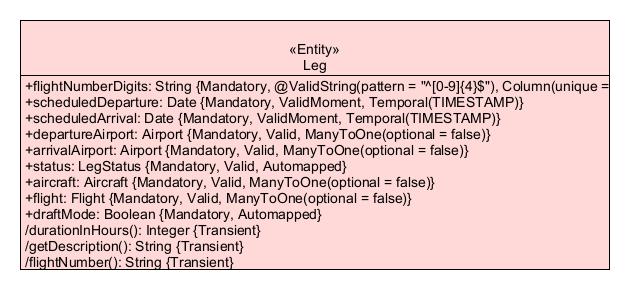 «Entity»
Leg
+flightNumberDigits: String {Mandatory, @ValidString(pattern = "^[0-9]{4}$"), Column(unique =
+scheduledDeparture: Date {Mandatory, ValidMoment, Temporal(TIMESTAMP)}
+scheduledArrival: Date {Mandatory, ValidMoment, Temporal(TIMESTAMP)}
+departureAirport: Airport {Mandatory, Valid, ManyToOne(optional = false)}
+arrivalAirport: Airport {Mandatory, Valid, ManyToOne(optional = false)}
+status: LegStatus {Mandatory, Valid, Automapped}
+aircraft: Aircraft {Mandatory, Valid, ManyToOne(optional = false)}
+flight: Flight {Mandatory, Valid, ManyToOne(optional = false)}
+draftMode: Boolean {Mandatory, Automapped}
/durationInHours(): Integer {Transient}
/getDescription(): String {Transient}
/flightNumber(): String {Transient}